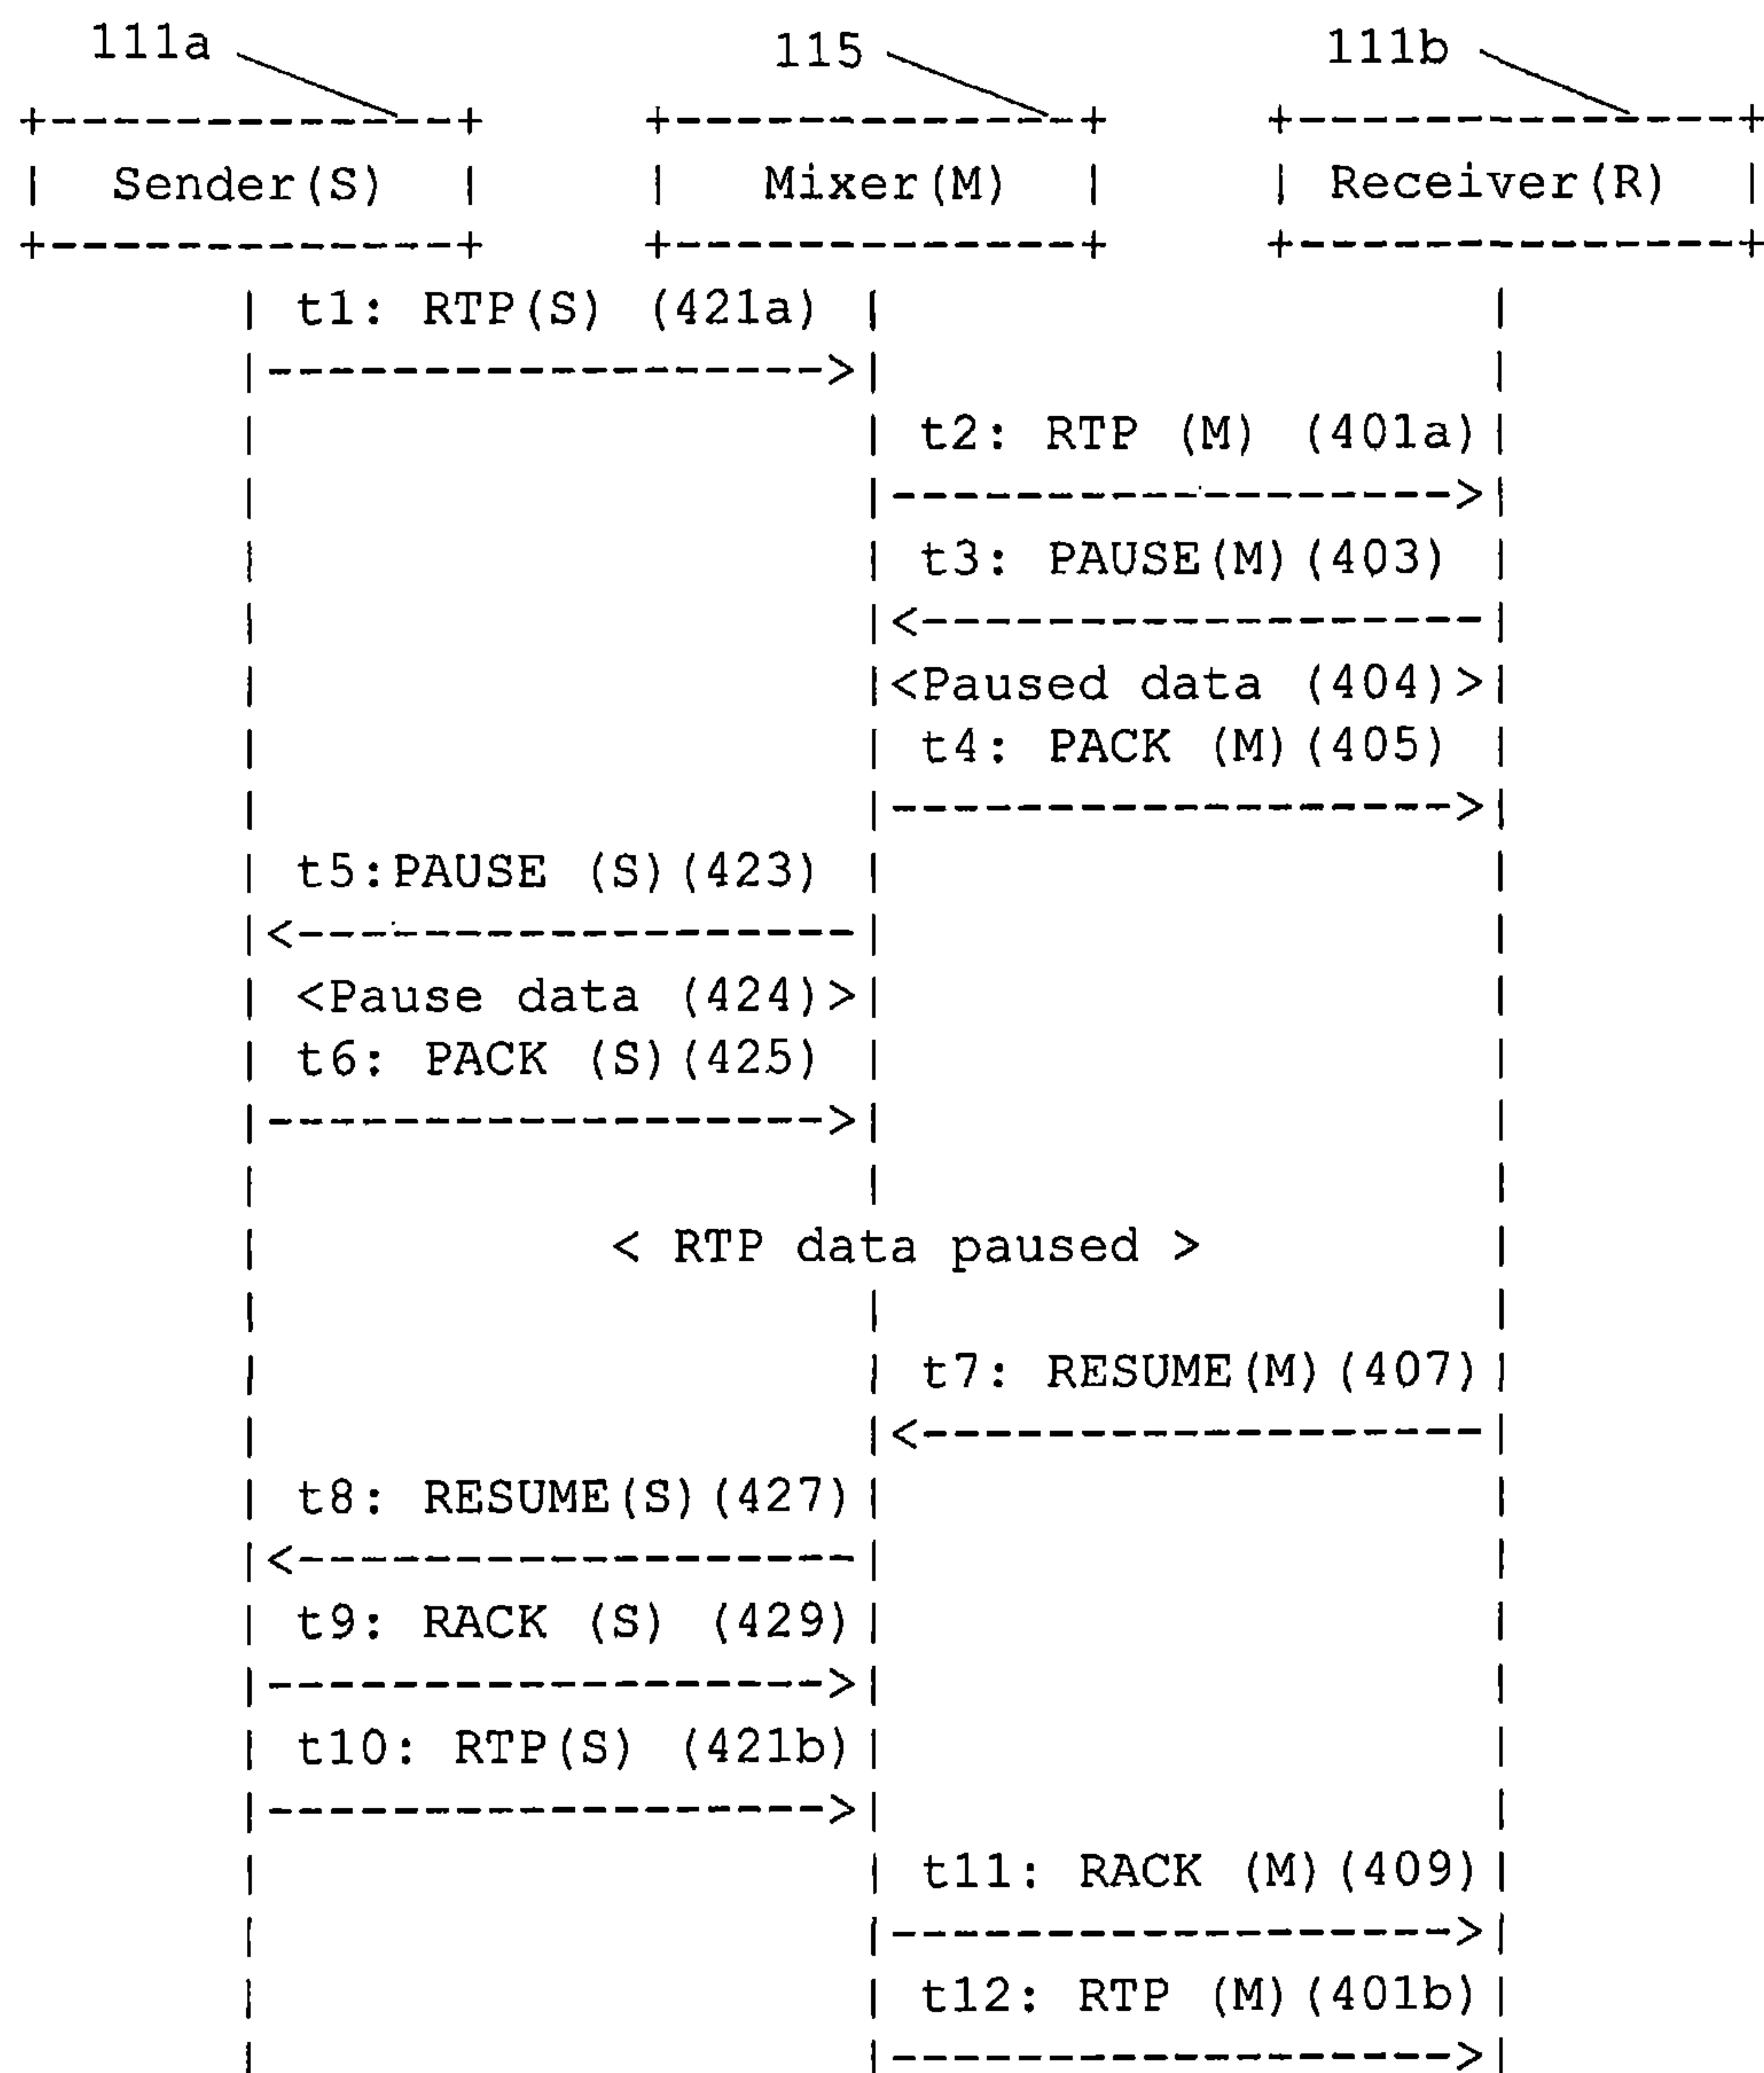 111a 115 111b
Sender(S) Mixer(M) Receiver(R)
t1: RTP(S) (421a)
t2: RTP (M) (401a)
t3: PAUSE(M)(403)
<Paused data (404)>
t4: PACK (M)(405)
t5:PAUSE (S)(423)
<Pause data (424)>
t6: PACK (S)(425)
< RTP data paused >
t7: RESUME(M)(407)
t8: RESUME(S)(427)
t9: RACK (S) (429)
t10: RTP(S) (421b)
t11: RACK (M)(409)
t12: RTP (M)(401b)